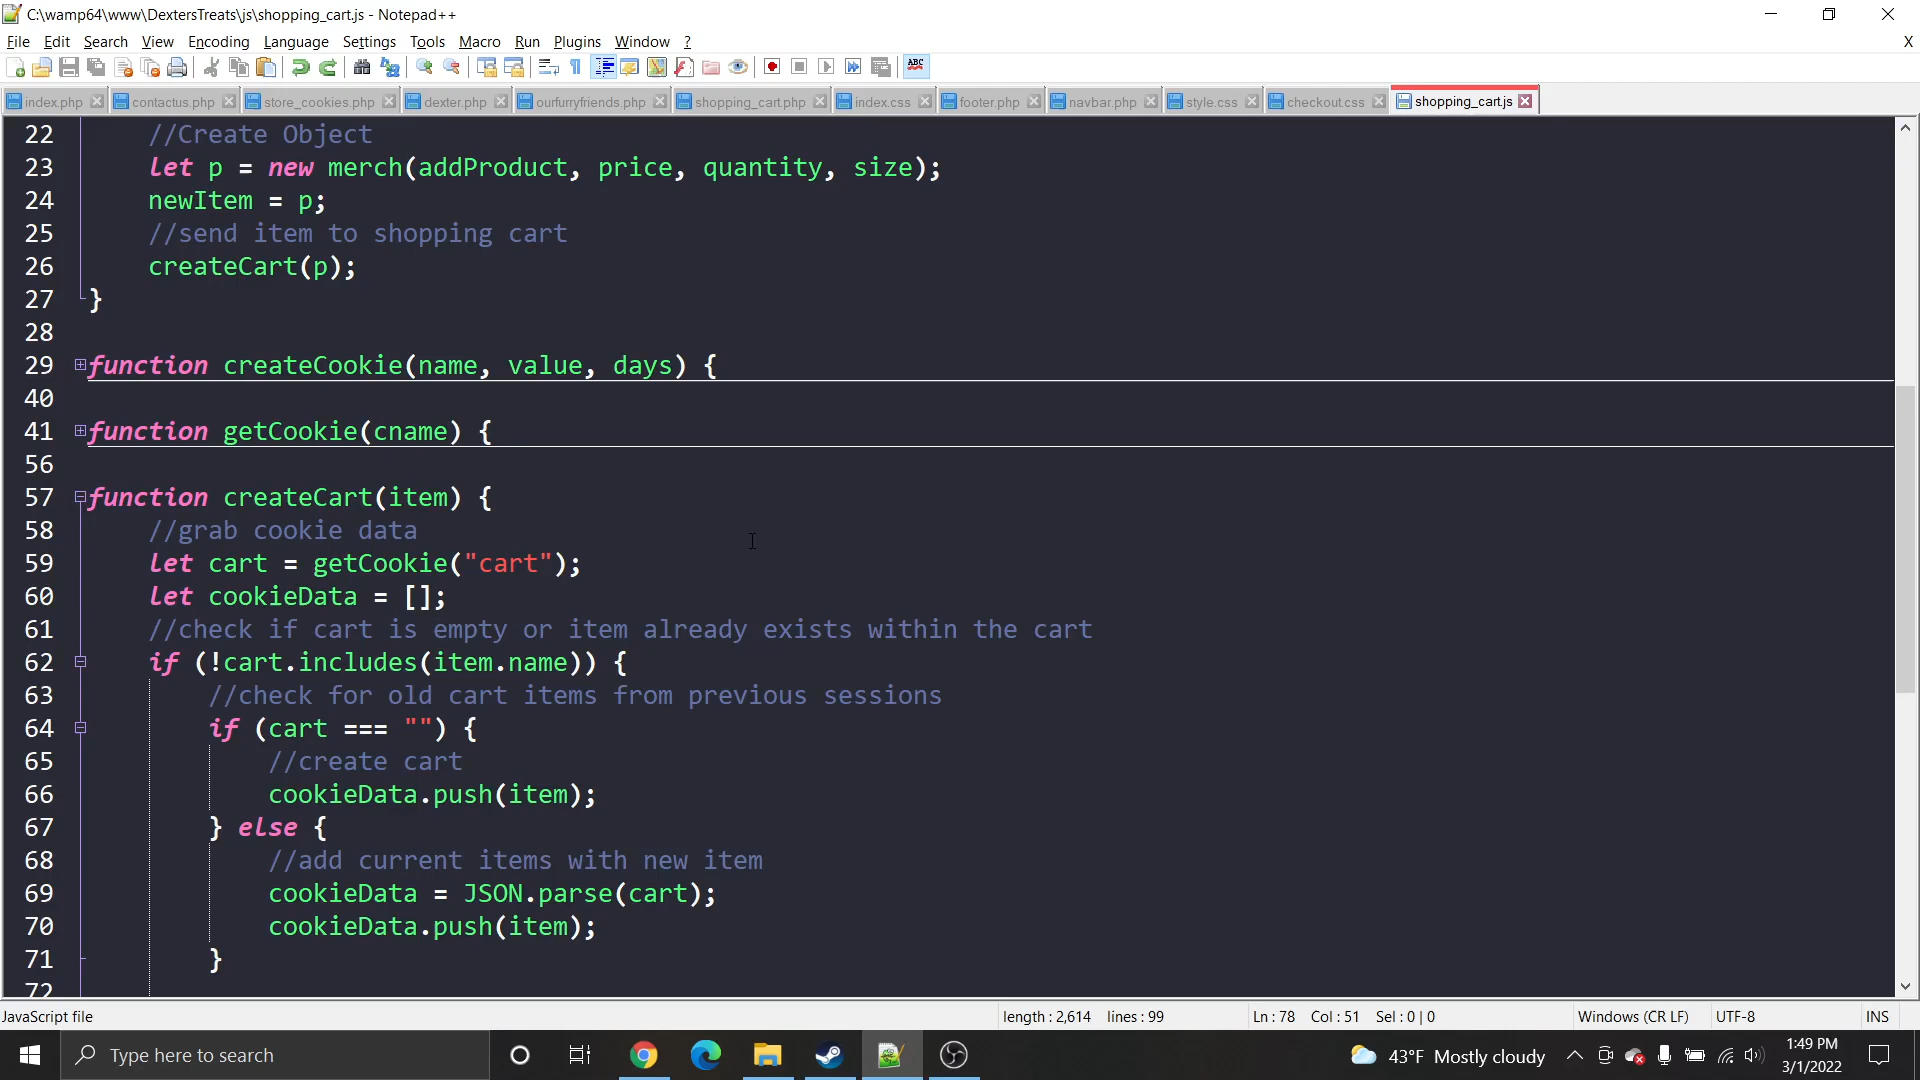 C:\wamp64\www\DextersTreats\js\shopping_cart.js - Notepad++
File Edit Search View Encoding Language Settings Tools Macro Run Plugins Window ? X
ABC
index.php contactus.php store_cookies.php dexter.php ourfurryfriends.php shopping_cart.php index.css footer.php navbar.php style.css checkout.css shopping_cart.js
22 //Create Object
23 let p = new merch(addProduct, price, quantity, size);
24 newItem = p;
25 //send item to shopping cart
26 createCart(p);
27 }
28
29 function createCookie(name, value, days) {
40
41 function getCookie(cname) {
56
57 function createCart(item) {
58 //grab cookie data
59 let cart = getCookie("cart");
60 let cookieData = [];
61 //check if cart is empty or item already exists within the cart
62 if (!cart.includes(item.name)) {
63 //check for old cart items from previous sessions
64 if (cart === "") {
65 //create cart
66 cookieData.push(item);
67 } else {
68 //add current items with new item
69 cookieData = JSON.parse(cart);
70 cookieData.push(item);
71 }
72
JavaScript file length : 2,614 lines : 99 Ln : 78 Col : 51 Sel : 0 | 0 Windows (CR LF) UTF-8 INS
Type here to search 43°F Mostly cloudy 1:49 PM
3/1/2022